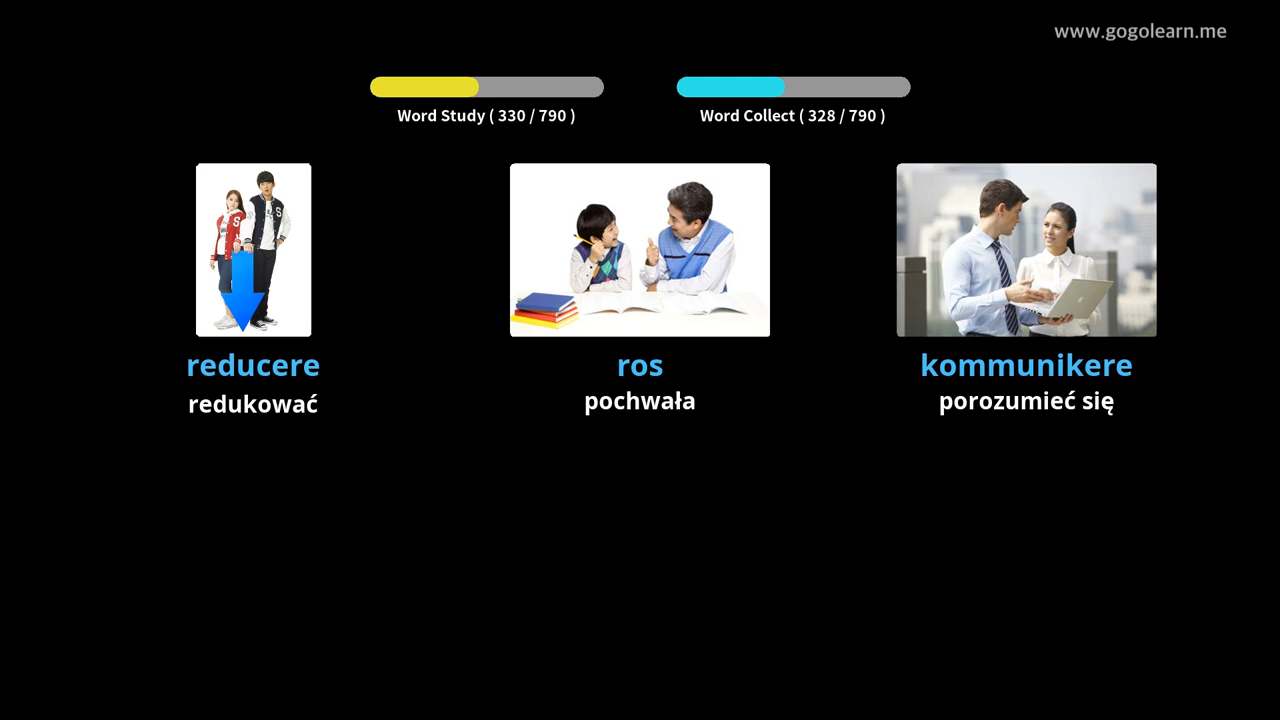 www.gogolearn.me
Word Study ( 330 / 790 )
Word Collect ( 328 / 790 )
reducere
redukować
ros
pochwała
kommunikere
porozumieć się